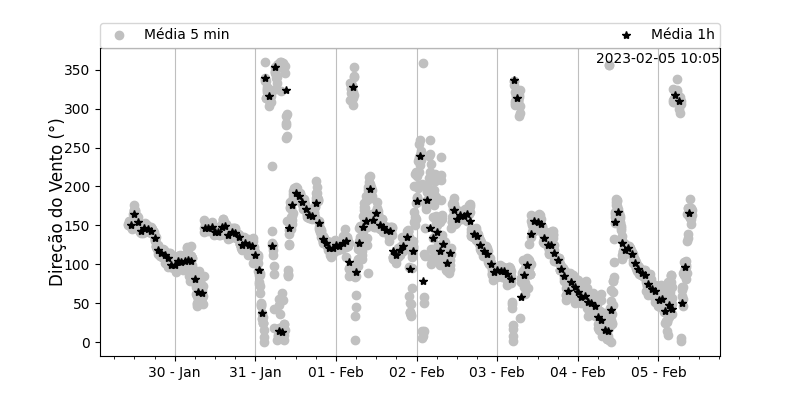 Média 5 min
Média 1h
2023-02-05 10:05
Direção do Vento (°)
350
300
250
200
150
100
50
0
30 - Jan
31 - Jan
01 - Feb
02 - Feb
03 - Feb
04 - Feb
05 - Feb